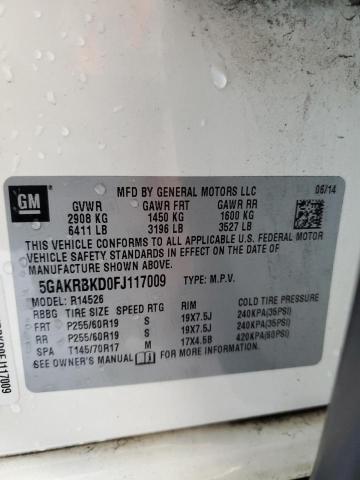 GM
MFD BY GENERAL MOTORS LLC 06/14
GVWR GAWR FRT GAWR RR
2908 KG 1450 KG 1600 KG
6411 LB 3196 LB 3527 LB
THIS VEHICLE CONFORMS TO ALL APPLICABLE U.S. FEDERAL MOTOR
VEHICLE SAFETY STANDARDS IN EFFECT ON THE DATE
OF MANUFACTURE SHOWN ABOVE.
5GAKRBKD0FJ117009 TYPE: M.P.V.
MODEL: R14526
RBBG TIRE SIZE SPEED RTG RIM COLD TIRE PRESSURE
FRT P255/60R19 S 19X7.5J 240KPA(35PSI)
RR P255/60R19 S 19X7.5J 240KPA(35PSI)
SPA T145/70R17 M 17X4.5B 420KPA(60PSI)
SEE OWNER'S MANUAL FOR ADDITIONAL INFORMATION.